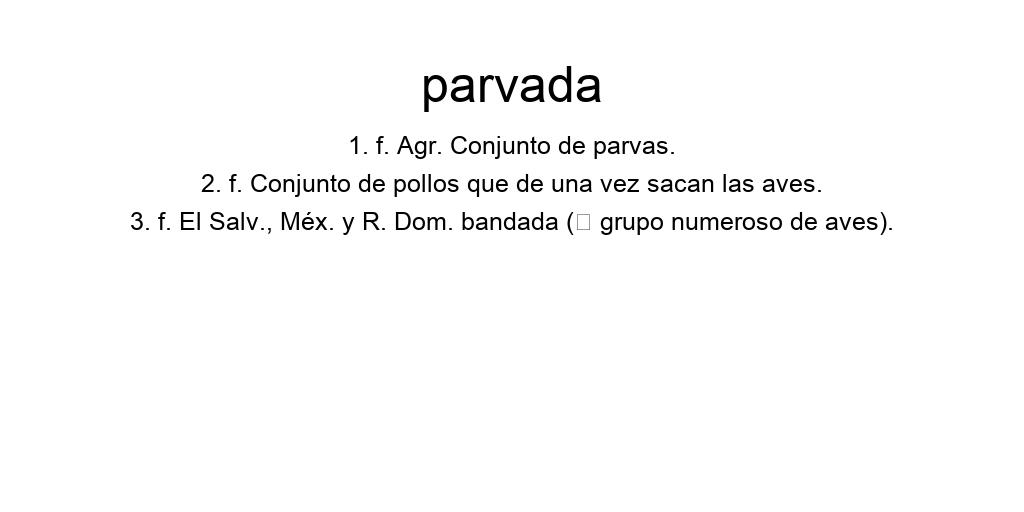 parvada
1. f. Agr. Conjunto de parvas.
2. f. Conjunto de pollos que de una vez sacan las aves.
3. f. El Salv., Méx. y R. Dom. bandada (□ grupo numeroso de aves).